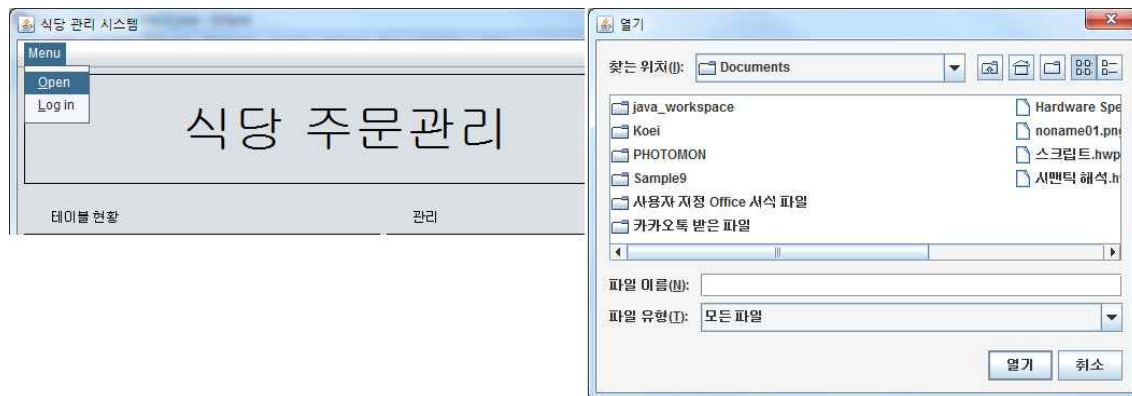 식당 관리 시스템
Menu
Open
Log in
식당 주문관리
테이블 현황
관리
열기
찾는 위치(I): Documents
java_workspace
Koei
PHOTOMON
Sample9
사용자 지정 Office 서식 파일
카카오톡 받은 파일
Hardware Spe
noname01.png
스크립트.hwp
시맨틱 해석.h
파일 이름(N):
파일 유형(T): 모든 파일
열기 취소